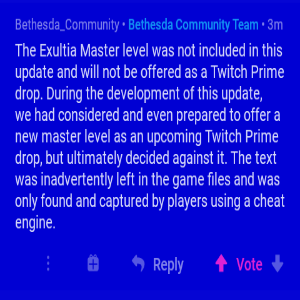 Bethesda_Community • Bethesda Community Team • 3m
The Exultia Master level was not included in this
update and will not be offered as a Twitch Prime
drop. During the development of this update,
we had considered and even prepared to offer a
new master level as an upcoming Twitch Prime
drop, but ultimately decided against it. The text
was inadvertently left in the game files and was
only found and captured by players using a cheat
engine.
Reply Vote